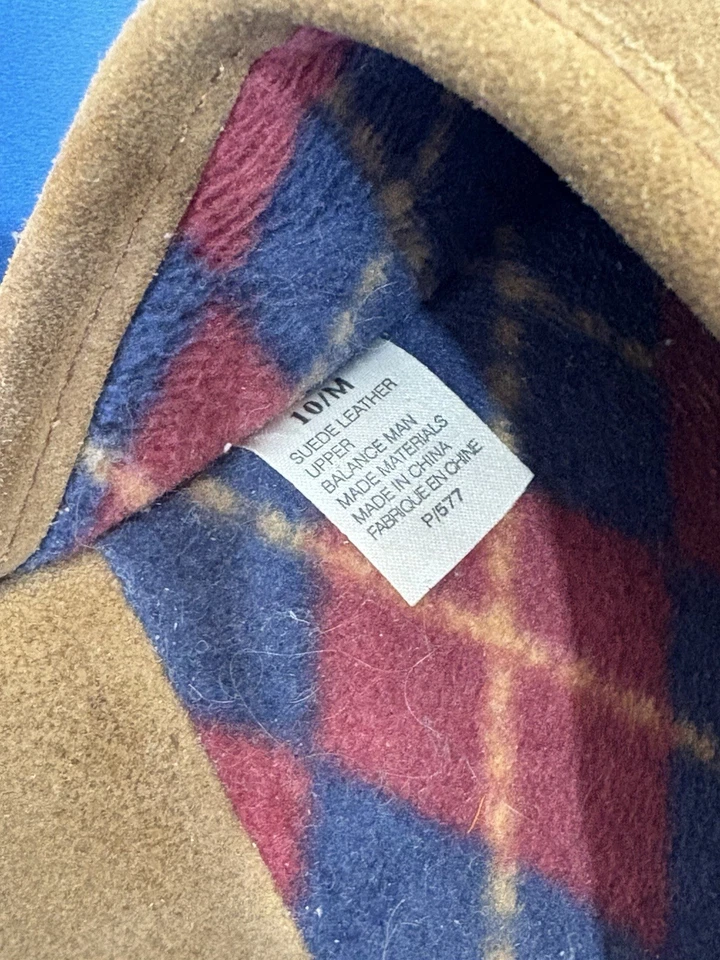 10/M
SUEDE LEATHER
UPPER
BALANCE MAN
MADE MATERIALS
MADE IN CHINA
FABRIQUE EN CHINE
P/577